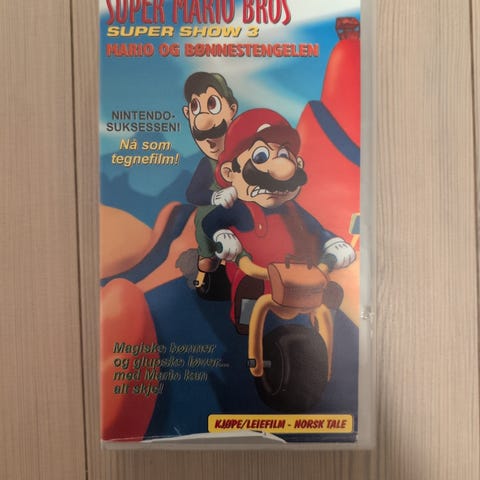 SUPER MARIO BROS
SUPER SHOW 3
MARIO OG BØNNESTENGELEN
NINTENDO-
SUKSESSEN!
Nå som
tegnefilm!
Magiske bønner
og glupske løver...
med Mario kan
alt skje!
KJØPE/LEIEFILM - NORSK TALE